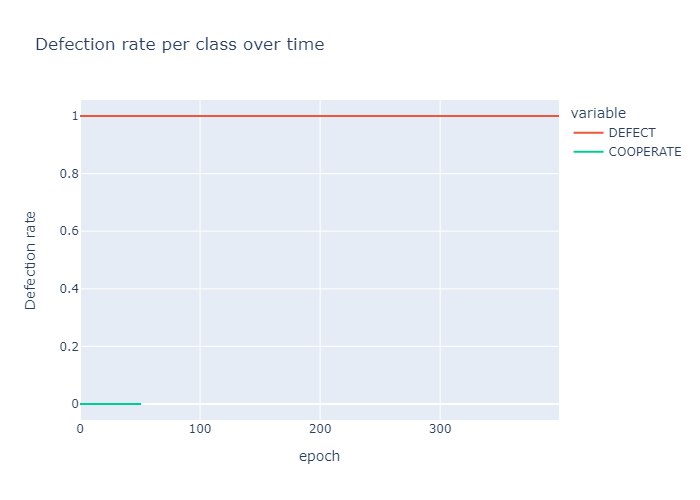 Defection rate per class over time
variable
DEFECT
COOPERATE
Defection rate
1
0.8
0.6
0.4
0.2
0
0
100
200
300
epoch